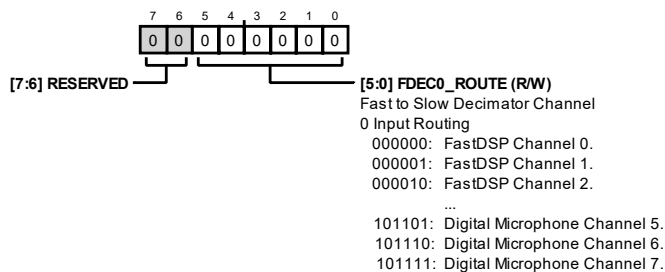 7 6 5 4 3 2 1 0
0 0 0 0 0 0 0 0
[7:6] RESERVED
[5:0] FDEC0_ROUTE (R/W)
Fast to Slow Decimator Channel
0 Input Routing
000000: FastDSP Channel 0.
000001: FastDSP Channel 1.
000010: FastDSP Channel 2.
...
101101: Digital Microphone Channel 5.
101110: Digital Microphone Channel 6.
101111: Digital Microphone Channel 7.